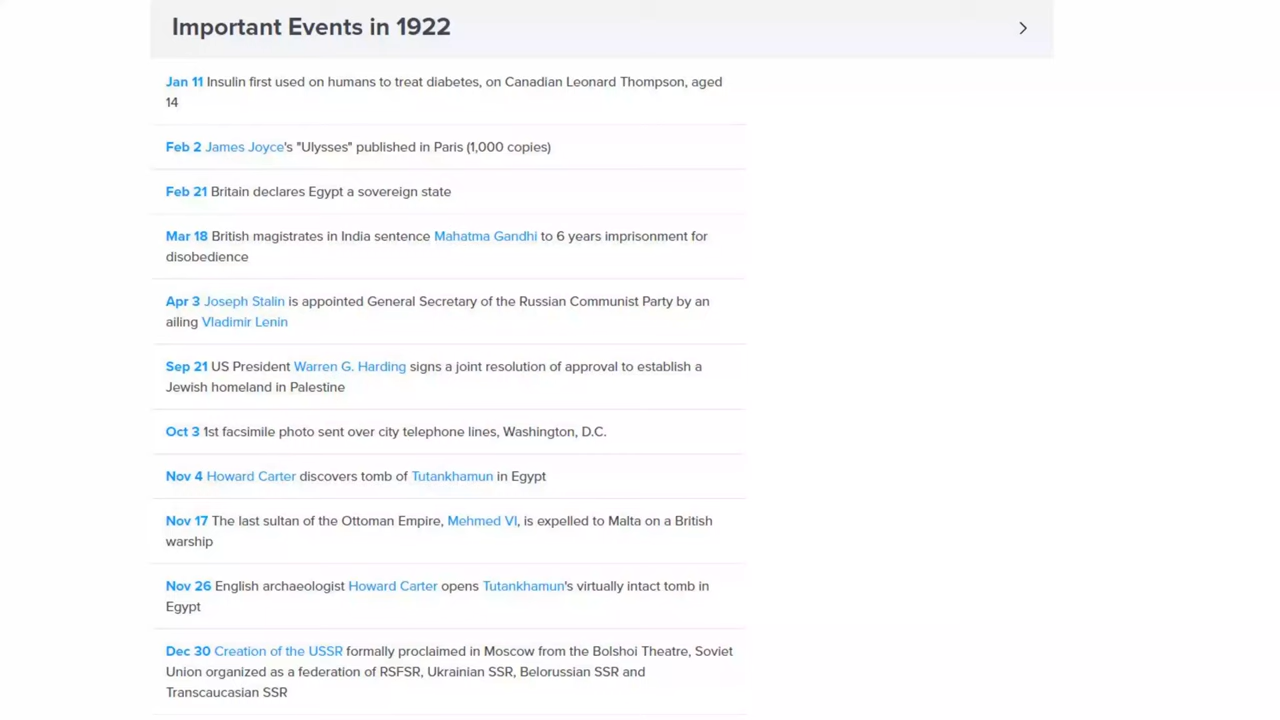 Important Events in 1922
Jan 11 Insulin first used on humans to treat diabetes, on Canadian Leonard Thompson, aged
14
Feb 2 James Joyce's "Ulysses" published in Paris (1,000 copies)
Feb 21 Britain declares Egypt a sovereign state
Mar 18 British magistrates in India sentence Mahatma Gandhi to 6 years imprisonment for
disobedience
Apr 3 Joseph Stalin is appointed General Secretary of the Russian Communist Party by an
ailing Vladimir Lenin
Sep 21 US President Warren G. Harding signs a joint resolution of approval to establish a
Jewish homeland in Palestine
Oct 3 1st facsimile photo sent over city telephone lines, Washington, D.C.
Nov 4 Howard Carter discovers tomb of Tutankhamun in Egypt
Nov 17 The last sultan of the Ottoman Empire, Mehmed VI, is expelled to Malta on a British
warship
Nov 26 English archaeologist Howard Carter opens Tutankhamun's virtually intact tomb in
Egypt
Dec 30 Creation of the USSR formally proclaimed in Moscow from the Bolshoi Theatre, Soviet
Union organized as a federation of RSFSR, Ukrainian SSR, Belorussian SSR and
Transcaucasian SSR